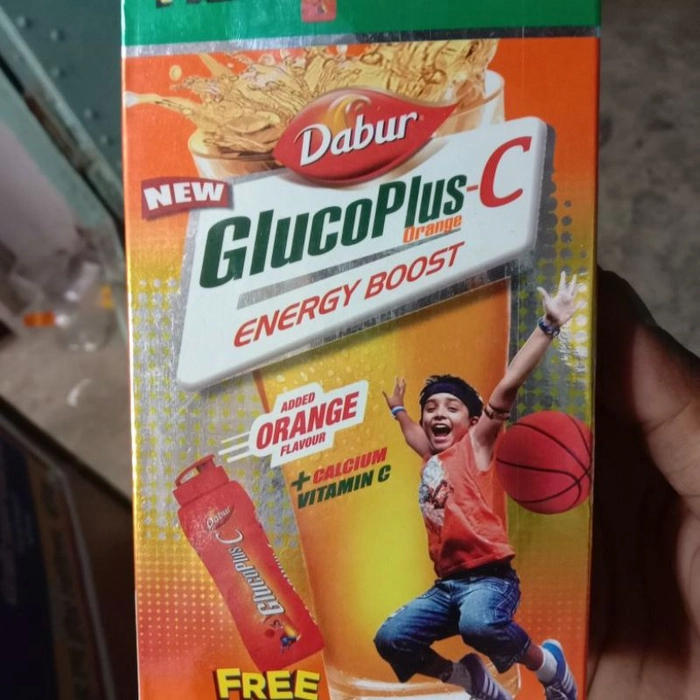 Dabur
NEW
GlucoPlus-C
Orange
ENERGY BOOST
ADDED
ORANGE
FLAVOUR
+ CALCIUM
VITAMIN C
Dabur
GlucoPlus C
FREE